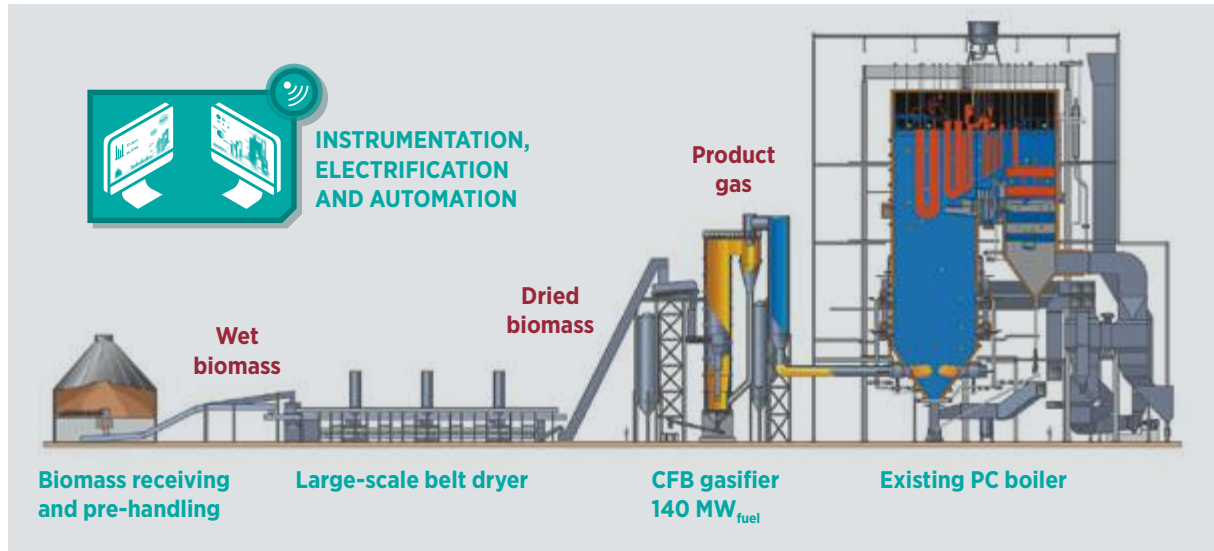 INSTRUMENTATION,
ELECTRIFICATION
AND AUTOMATION
Product
gas
Dried
biomass
Wet
biomass
Biomass receiving
and pre-handling
Large-scale belt dryer
CFB gasifier
140 MWfuel
Existing PC boiler